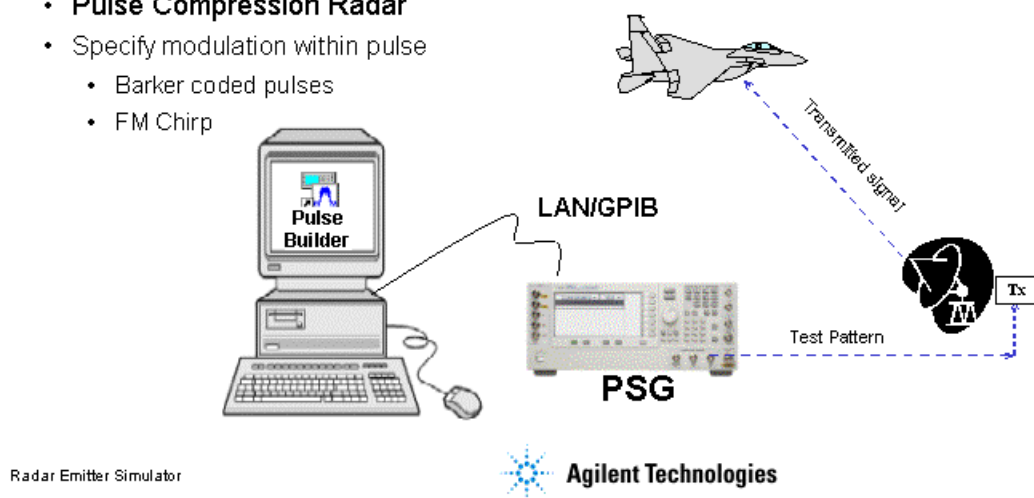 • Pulse Compression Radar
• Specify modulation within pulse
• Barker coded pulses
• FM Chirp
Pulse
Builder
LAN/GPIB
Transmitted signal
Tx
Test Pattern
PSG
Radar Emitter Simulator
Agilent Technologies